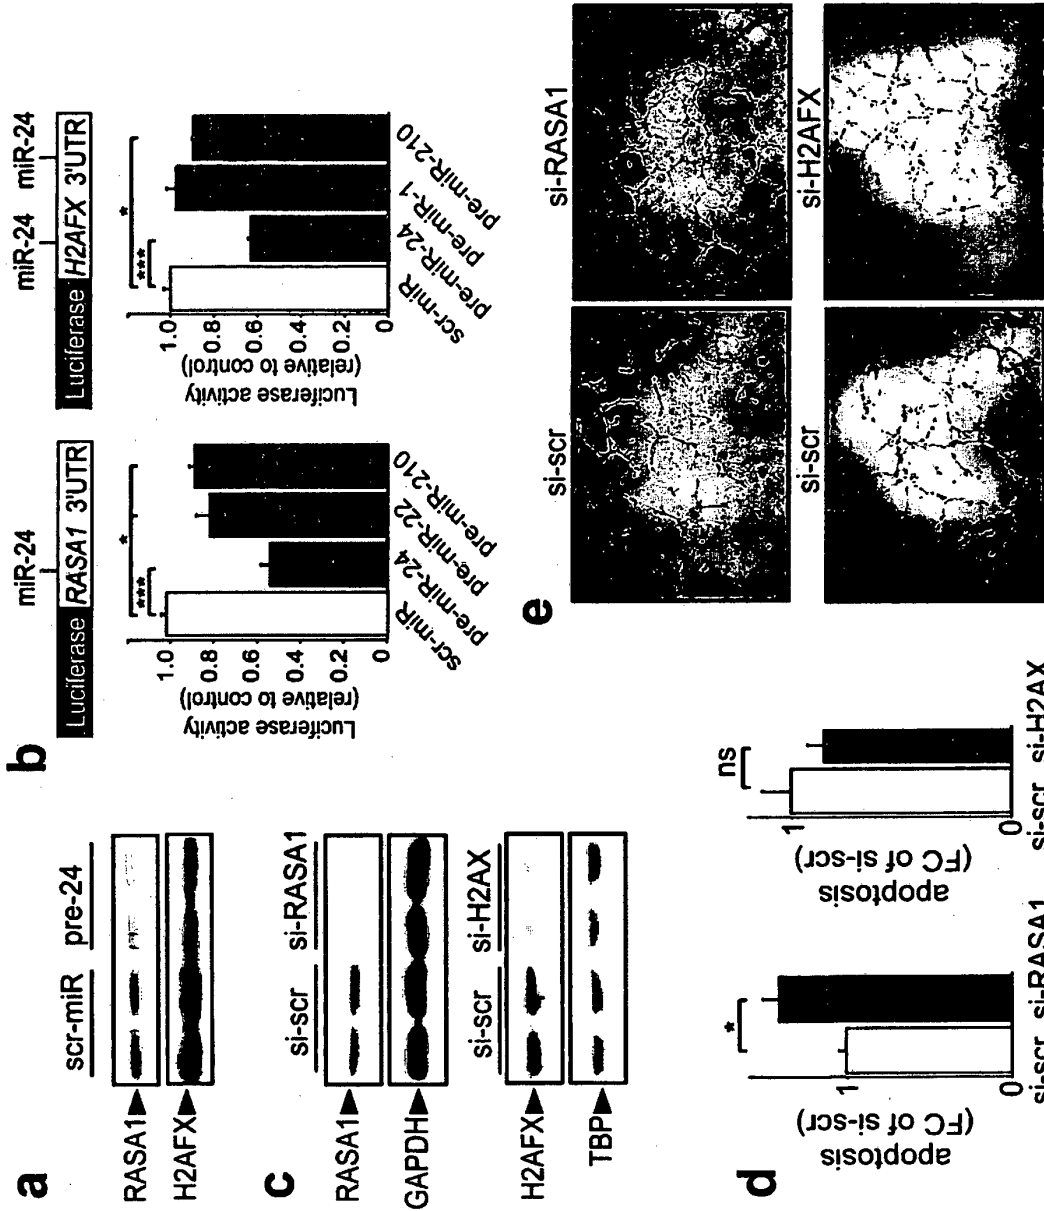 a
scr-miR pre-24
RASA1
H2AFX
b
miR-24
Luciferase RASA1 3'UTR
Luciferase activity
(relative to control)
1.0
0.8
0.6
0.4
0.2
0
***
*
scr-miR
pre-miR-24
pre-miR-22
pre-miR-210
miR-24 miR-24
Luciferase H2AFX 3'UTR
Luciferase activity
(relative to control)
1.0
0.8
0.6
0.4
0.2
0
***
*
scr-miR
pre-miR-24
pre-miR-1
pre-miR-210
c
si-scr si-RASA1
RASA1
GAPDH
si-scr si-H2AX
H2AFX
TBP
d
apoptosis
(FC of si-scr)
1
0
*
si-scr si-RASA1
apoptosis
(FC of si-scr)
1
0
ns
si-scr si-H2AX
e
si-scr si-RASA1
si-scr si-H2AFX